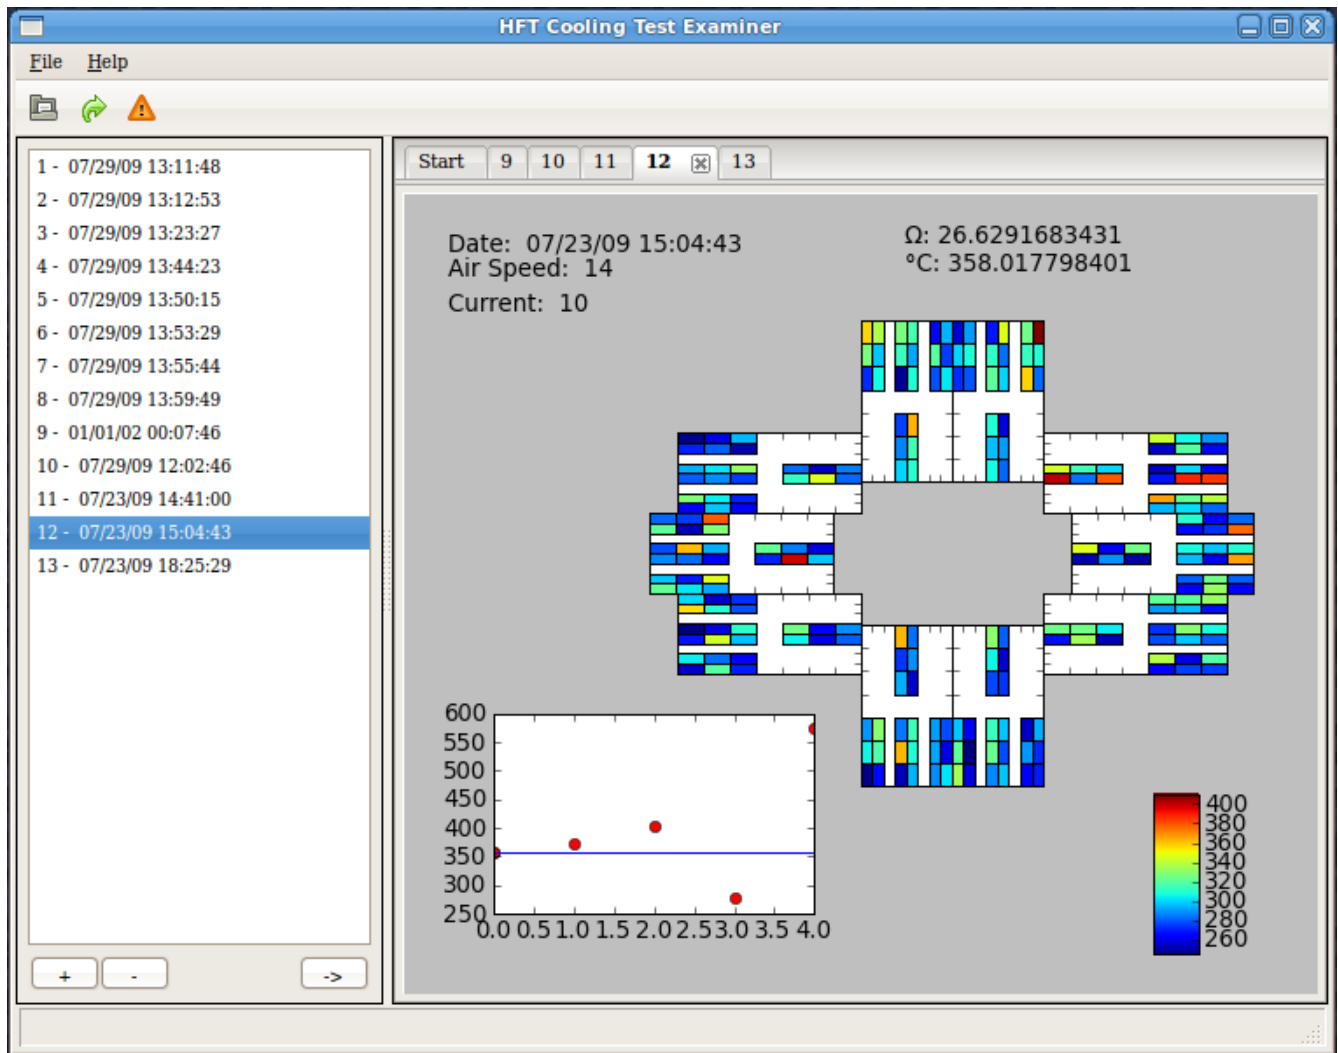 HFT Cooling Test Examiner
File Help
1 - 07/29/09 13:11:48
2 - 07/29/09 13:12:53
3 - 07/29/09 13:23:27
4 - 07/29/09 13:44:23
5 - 07/29/09 13:50:15
6 - 07/29/09 13:53:29
7 - 07/29/09 13:55:44
8 - 07/29/09 13:59:49
9 - 01/01/02 00:07:46
10 - 07/29/09 12:02:46
11 - 07/23/09 14:41:00
12 - 07/23/09 15:04:43
13 - 07/23/09 18:25:29
+ - ->
Start 9 10 11 12 13
Date: 07/23/09 15:04:43
Air Speed: 14
Current: 10
Ω: 26.6291683431
°C: 358.017798401
600
550
500
450
400
350
300
250
0.0 0.5 1.0 1.5 2.0 2.5 3.0 3.5 4.0
400
380
360
340
320
300
280
260